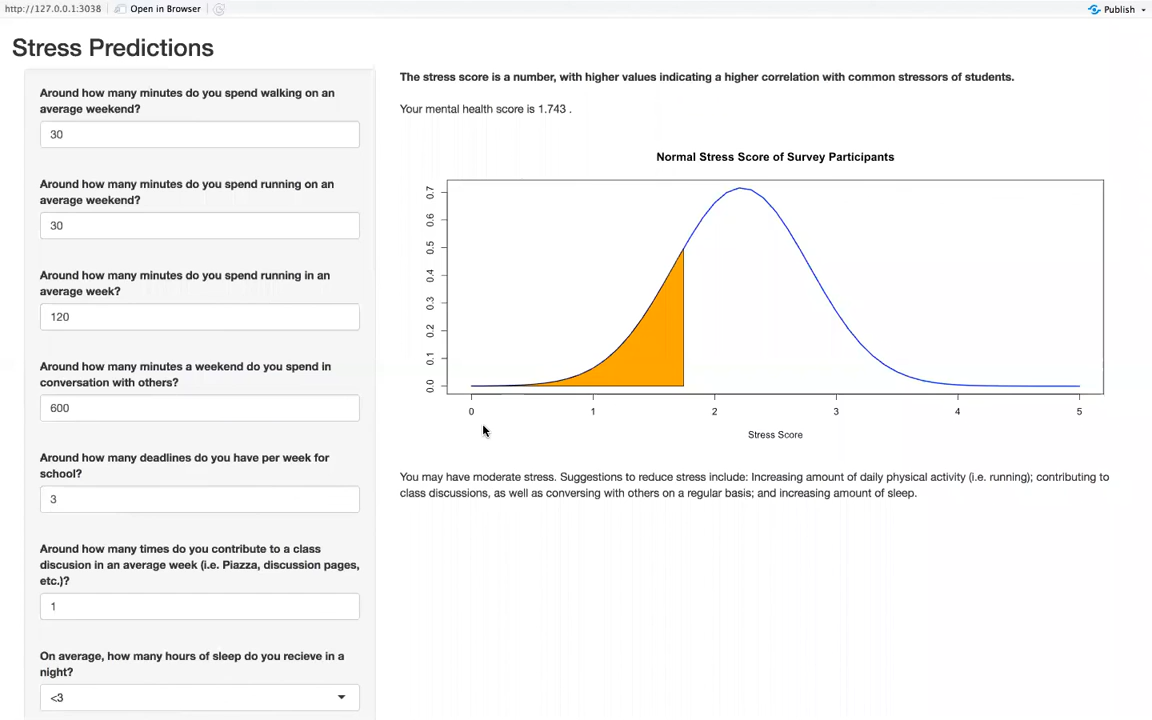 http://127.0.0.1:3038 Open in Browser Publish
Stress Predictions
Around how many minutes do you spend walking on an
average weekend?
30
Around how many minutes do you spend running on an
average weekend?
30
Around how many minutes do you spend running in an
average week?
120
Around how many minutes a weekend do you spend in
conversation with others?
600
Around how many deadlines do you have per week for
school?
3
Around how many times do you contribute to a class
discusion in an average week (i.e. Piazza, discussion pages,
etc.)?
1
On average, how many hours of sleep do you recieve in a
night?
<3
The stress score is a number, with higher values indicating a higher correlation with common stressors of students.
Your mental health score is 1.743 .
Normal Stress Score of Survey Participants
0.7
0.6
0.5
0.4
0.3
0.2
0.1
0.0
0 1 2 3 4 5
Stress Score
You may have moderate stress. Suggestions to reduce stress include: Increasing amount of daily physical activity (i.e. running); contributing to
class discussions, as well as conversing with others on a regular basis; and increasing amount of sleep.